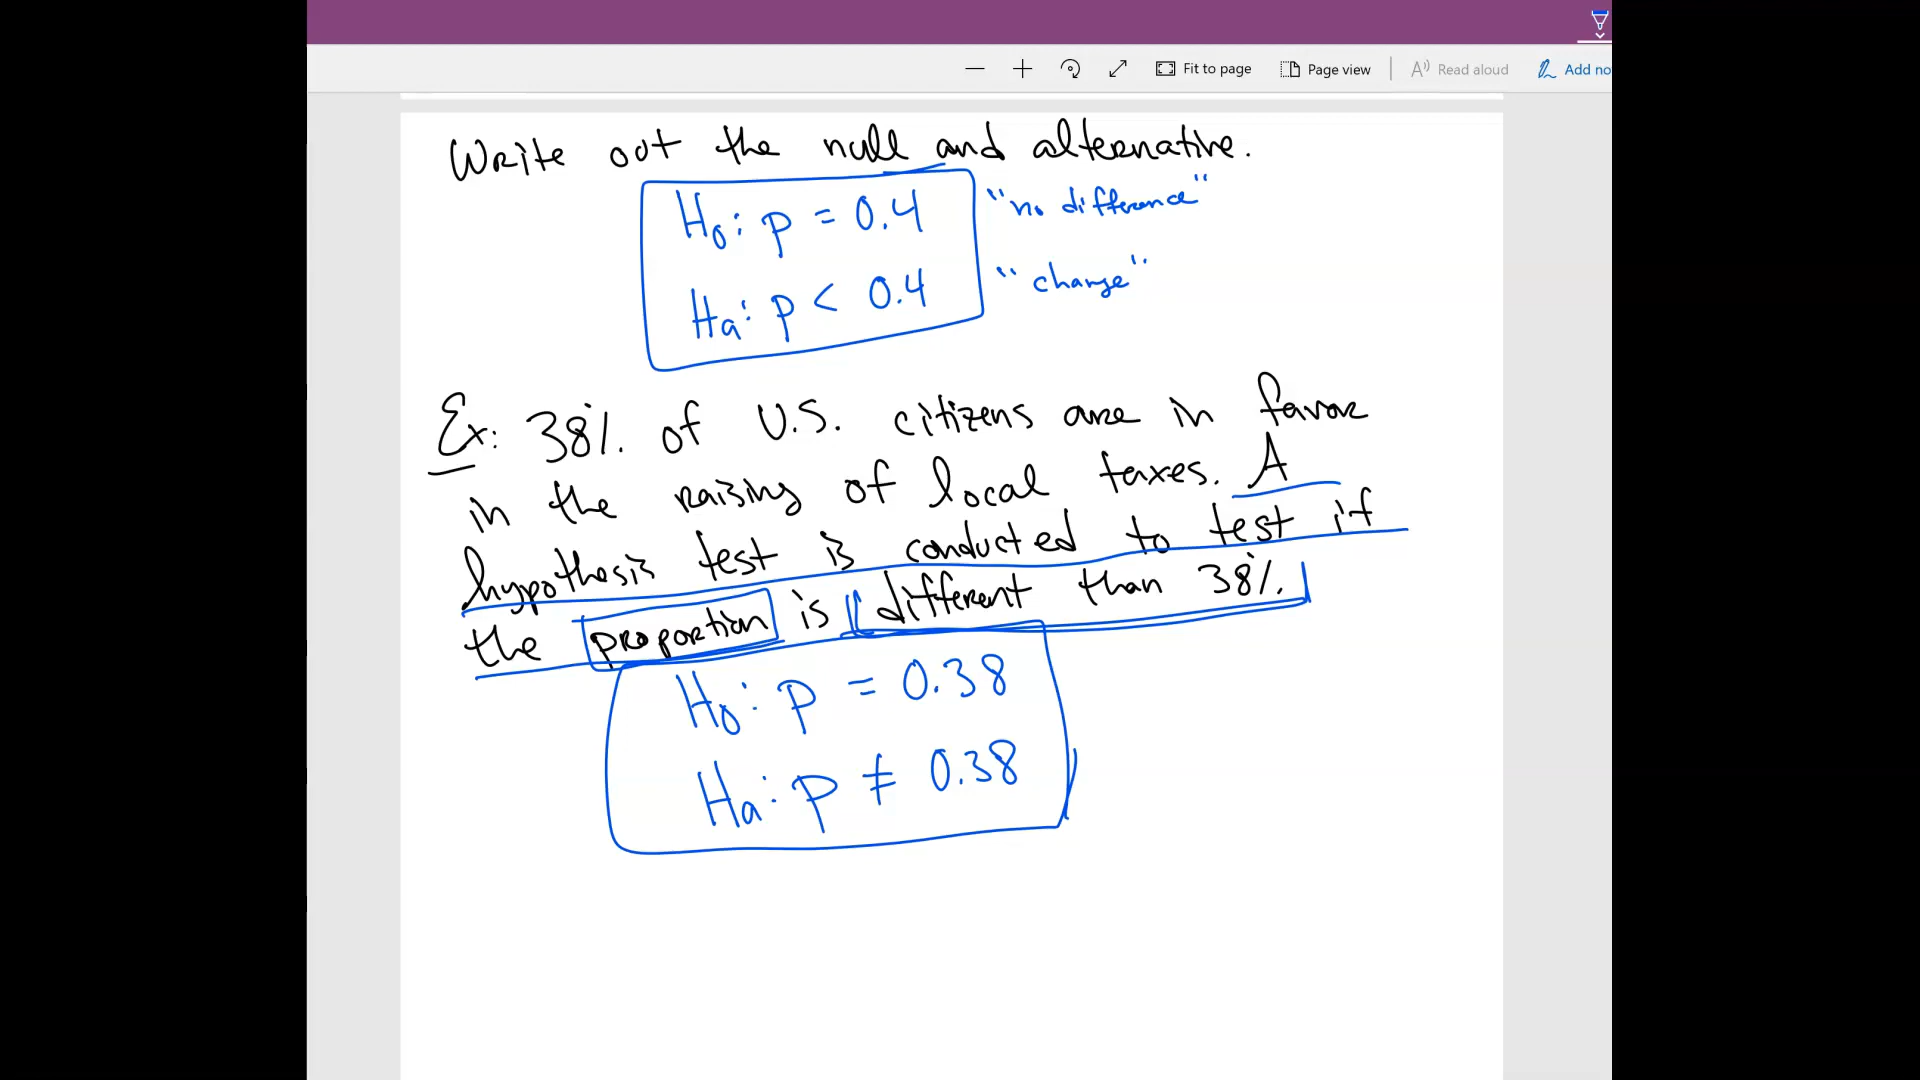 Fit to page
Page view
Read aloud
Add no
Write out the null and alternative.
H₀: p = 0.4 "no difference"
Hₐ: p < 0.4 "change"
Ex: 38% of U.S. citizens are in favor
in the raising of local taxes. A
hypothesis test is conducted to test if
the proportion is different than 38%.
H₀: p = 0.38
Hₐ: p ≠ 0.38